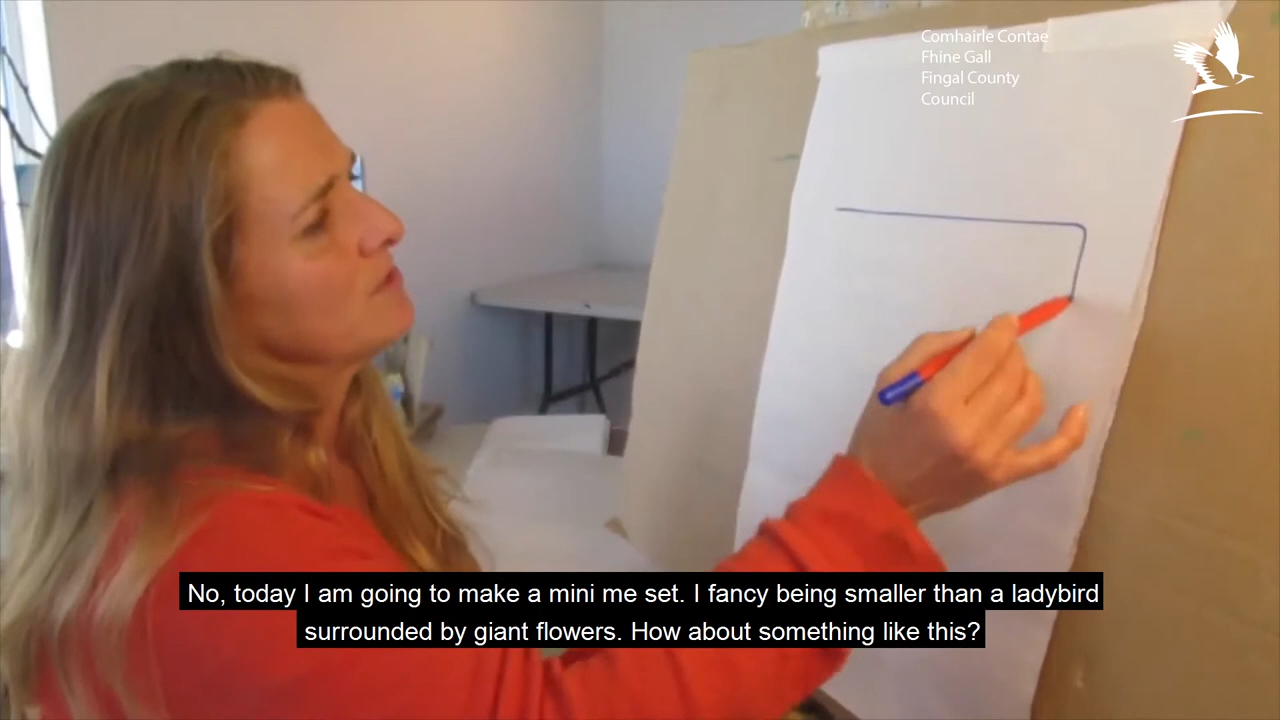 Comhairle Contae
Fhine Gall
Fingal County
Council
No, today I am going to make a mini me set. I fancy being smaller than a ladybird
surrounded by giant flowers. How about something like this?